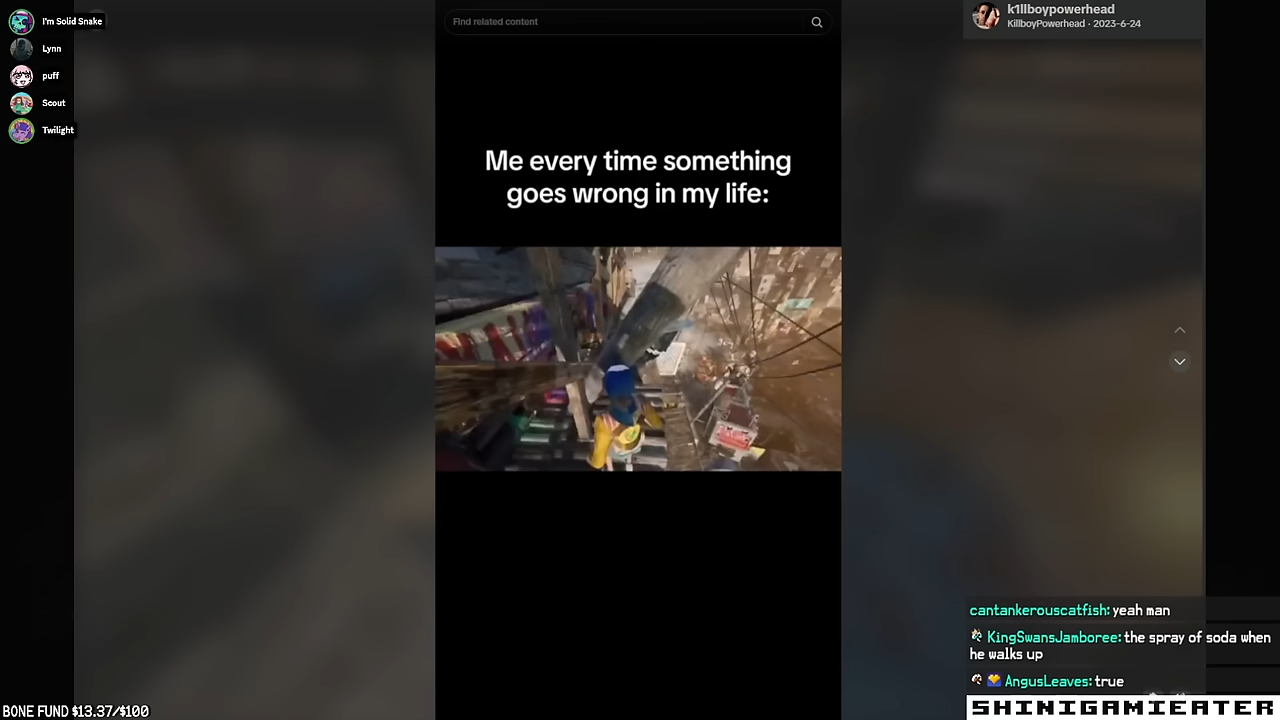 I'm Solid Snake
Lynn
puff
Scout
Twilight
Find related content
Me every time something
goes wrong in my life:
k1llboypowerhead
KillboyPowerhead · 2023-6-24
cantankerouscatfish: yeah man
KingSwansJamboree: the spray of soda when
he walks up
AngusLeaves: true
BONE FUND $13.37/$100
SHINIGAMIEATER